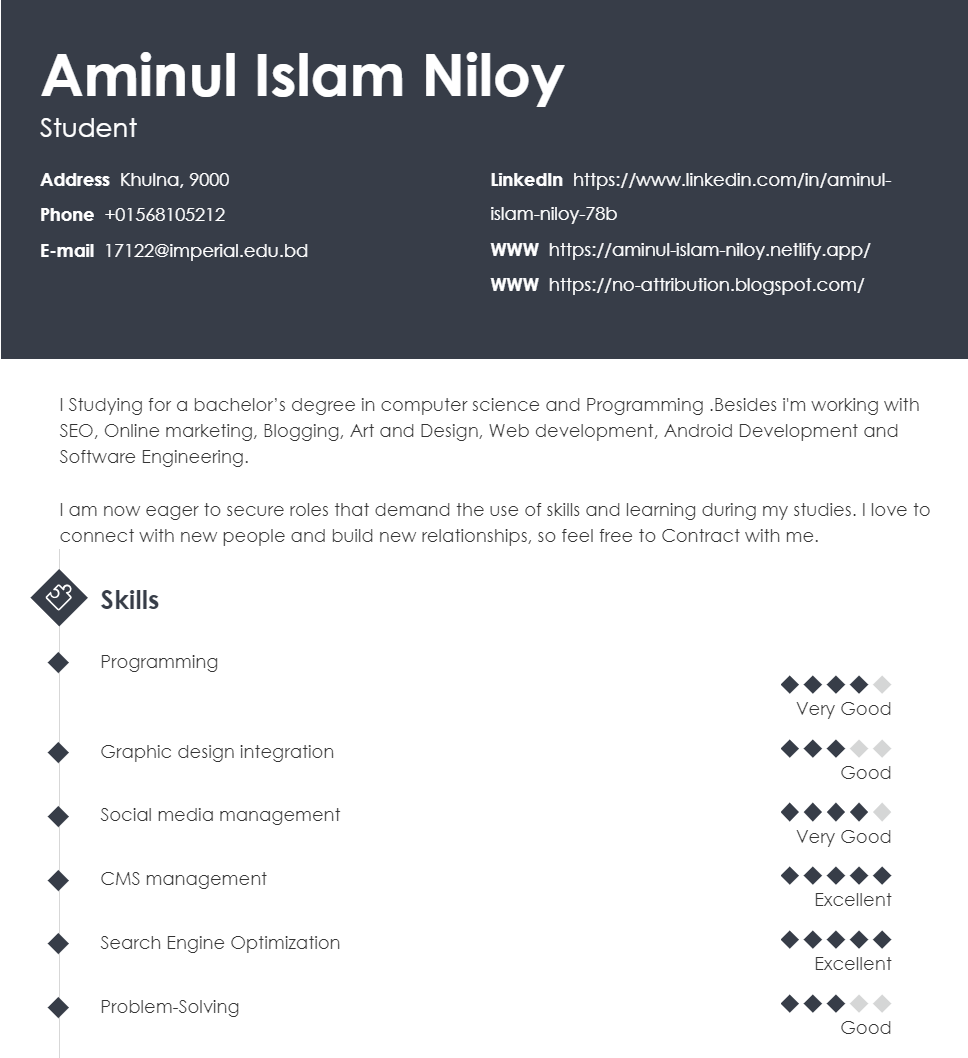 Aminul Islam Niloy
Student
Address Khulna, 9000
Phone +01568105212
E-mail 17122@imperial.edu.bd
LinkedIn https://www.linkedin.com/in/aminul-
islam-niloy-78b
WWW https://aminul-islam-niloy.netlify.app/
WWW https://no-attribution.blogspot.com/
I Studying for a bachelor’s degree in computer science and Programming .Besides i'm working with
SEO, Online marketing, Blogging, Art and Design, Web development, Android Development and
Software Engineering.
I am now eager to secure roles that demand the use of skills and learning during my studies. I love to
connect with new people and build new relationships, so feel free to Contract with me.
Skills
Programming
Very Good
Graphic design integration
Good
Social media management
Very Good
CMS management
Excellent
Search Engine Optimization
Excellent
Problem-Solving
Good